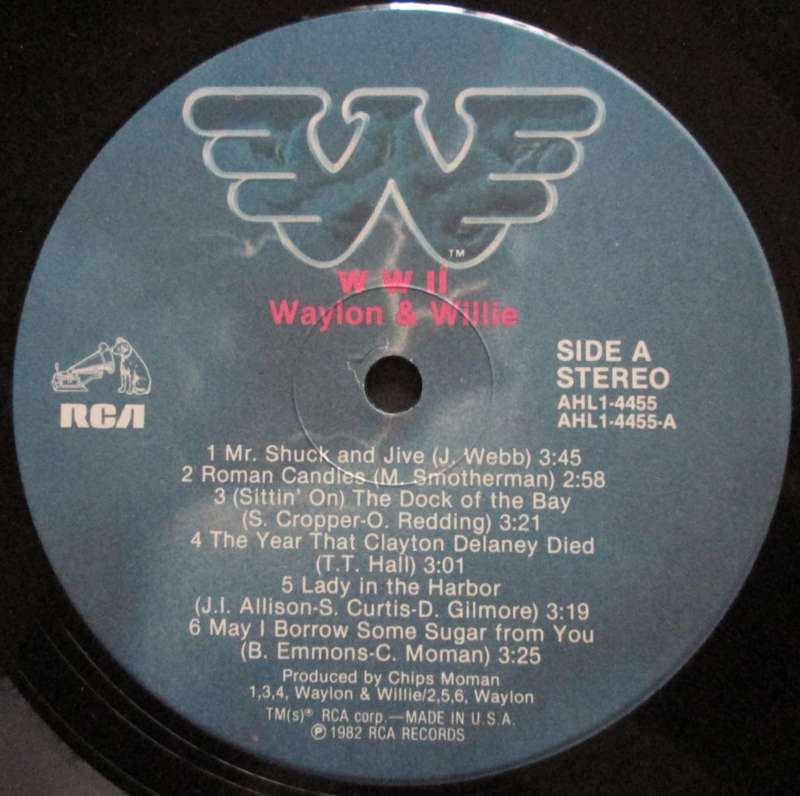 W
TM
W W II
Waylon & Willie
RCA
SIDE A
STEREO
AHL1-4455
AHL1-4455-A
1 Mr. Shuck and Jive (J. Webb) 3:45
2 Roman Candles (M. Smotherman) 2:58
3 (Sittin' On) The Dock of the Bay
(S. Cropper-O. Redding) 3:21
4 The Year That Clayton Delaney Died
(T.T. Hall) 3:01
5 Lady in the Harbor
(J.I. Allison-S. Curtis-D. Gilmore) 3:19
6 May I Borrow Some Sugar from You
(B. Emmons-C. Moman) 3:25
Produced by Chips Moman
1,3,4, Waylon & Willie/2,5,6, Waylon
TM(s)® RCA corp.—MADE IN U.S.A.
℗ 1982 RCA RECORDS